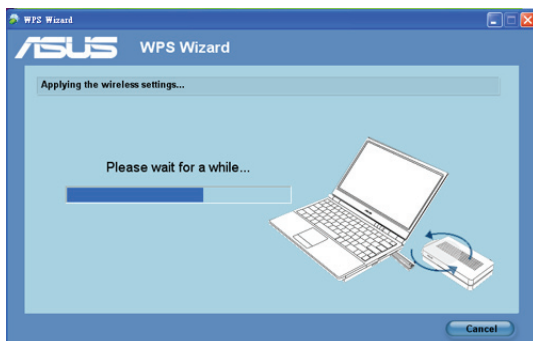 WPS Wizard
ASUS WPS Wizard
Applying the wireless settings...
Please wait for a while...
Cancel